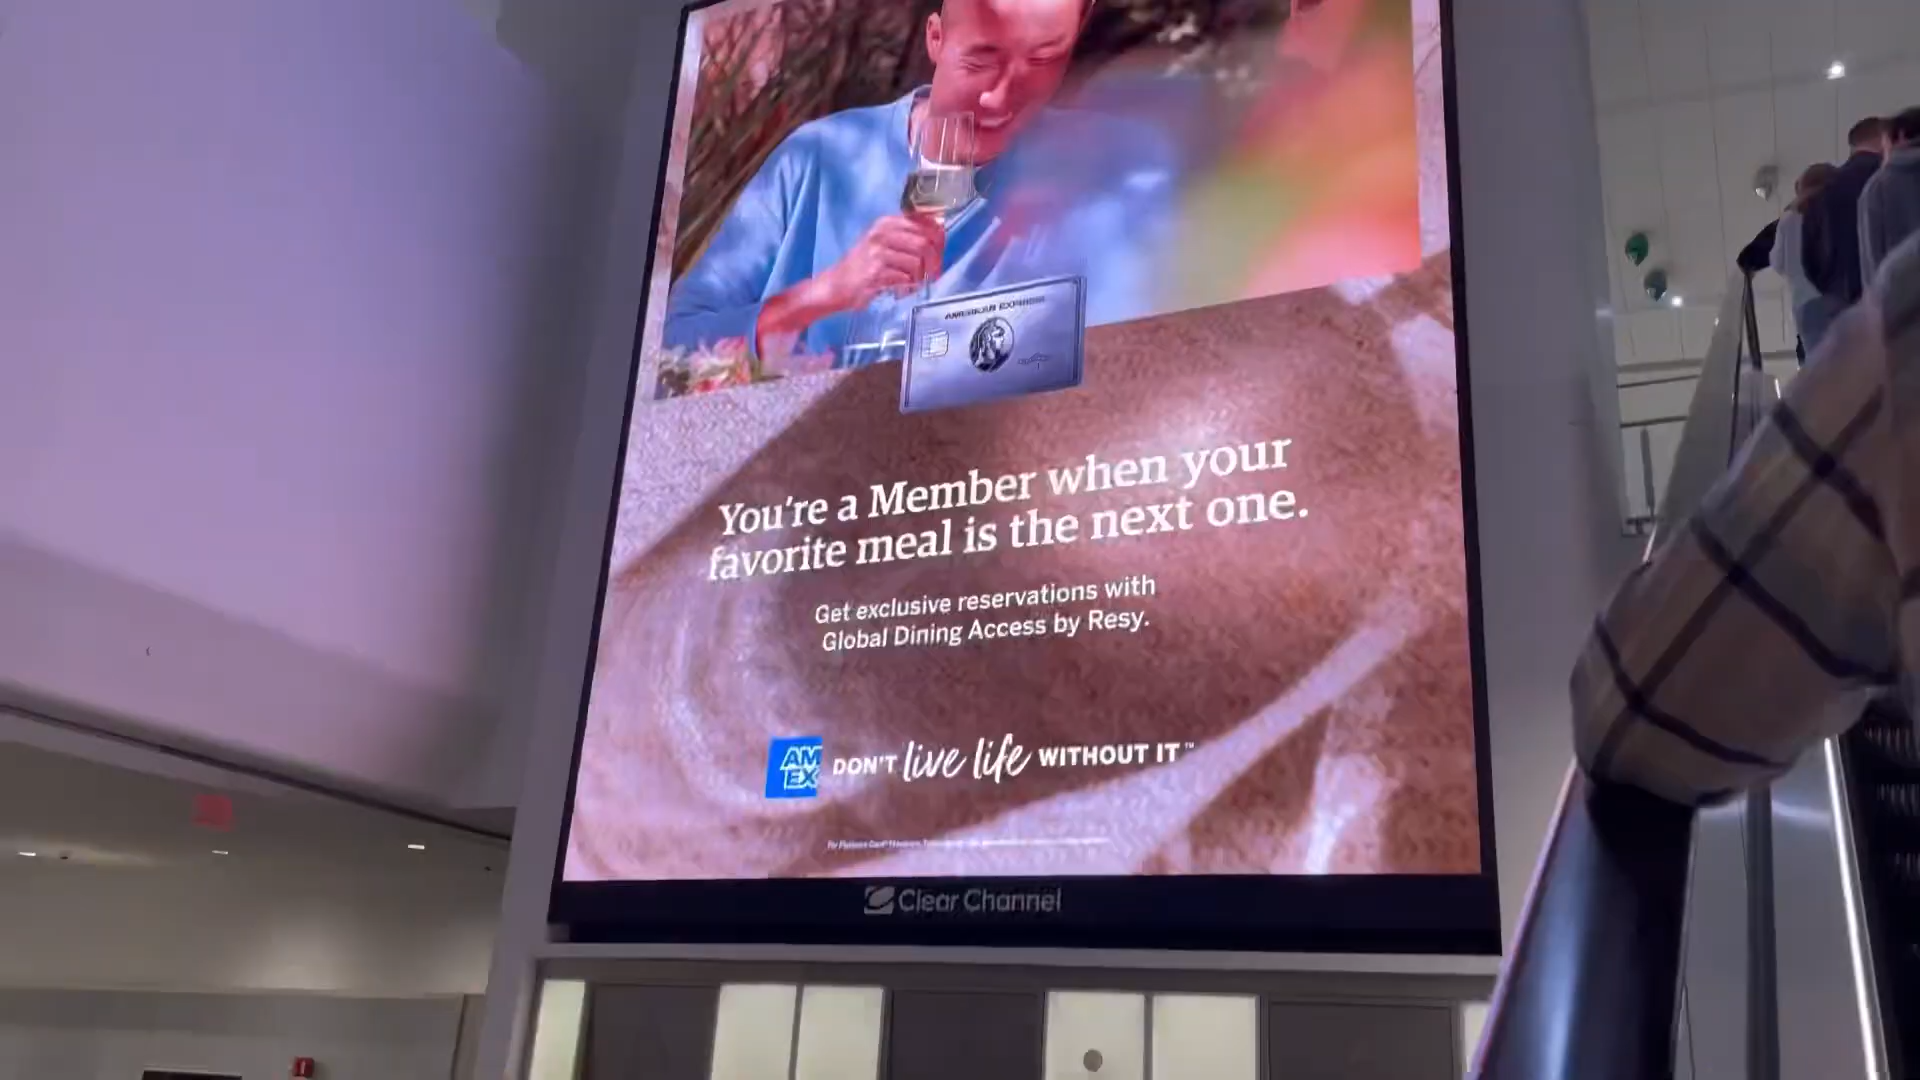 AMERICAN EXPRESS
You're a Member when your
favorite meal is the next one.
Get exclusive reservations with
Global Dining Access by Resy.
AM
EX
DON'T live life WITHOUT IT™
Clear Channel